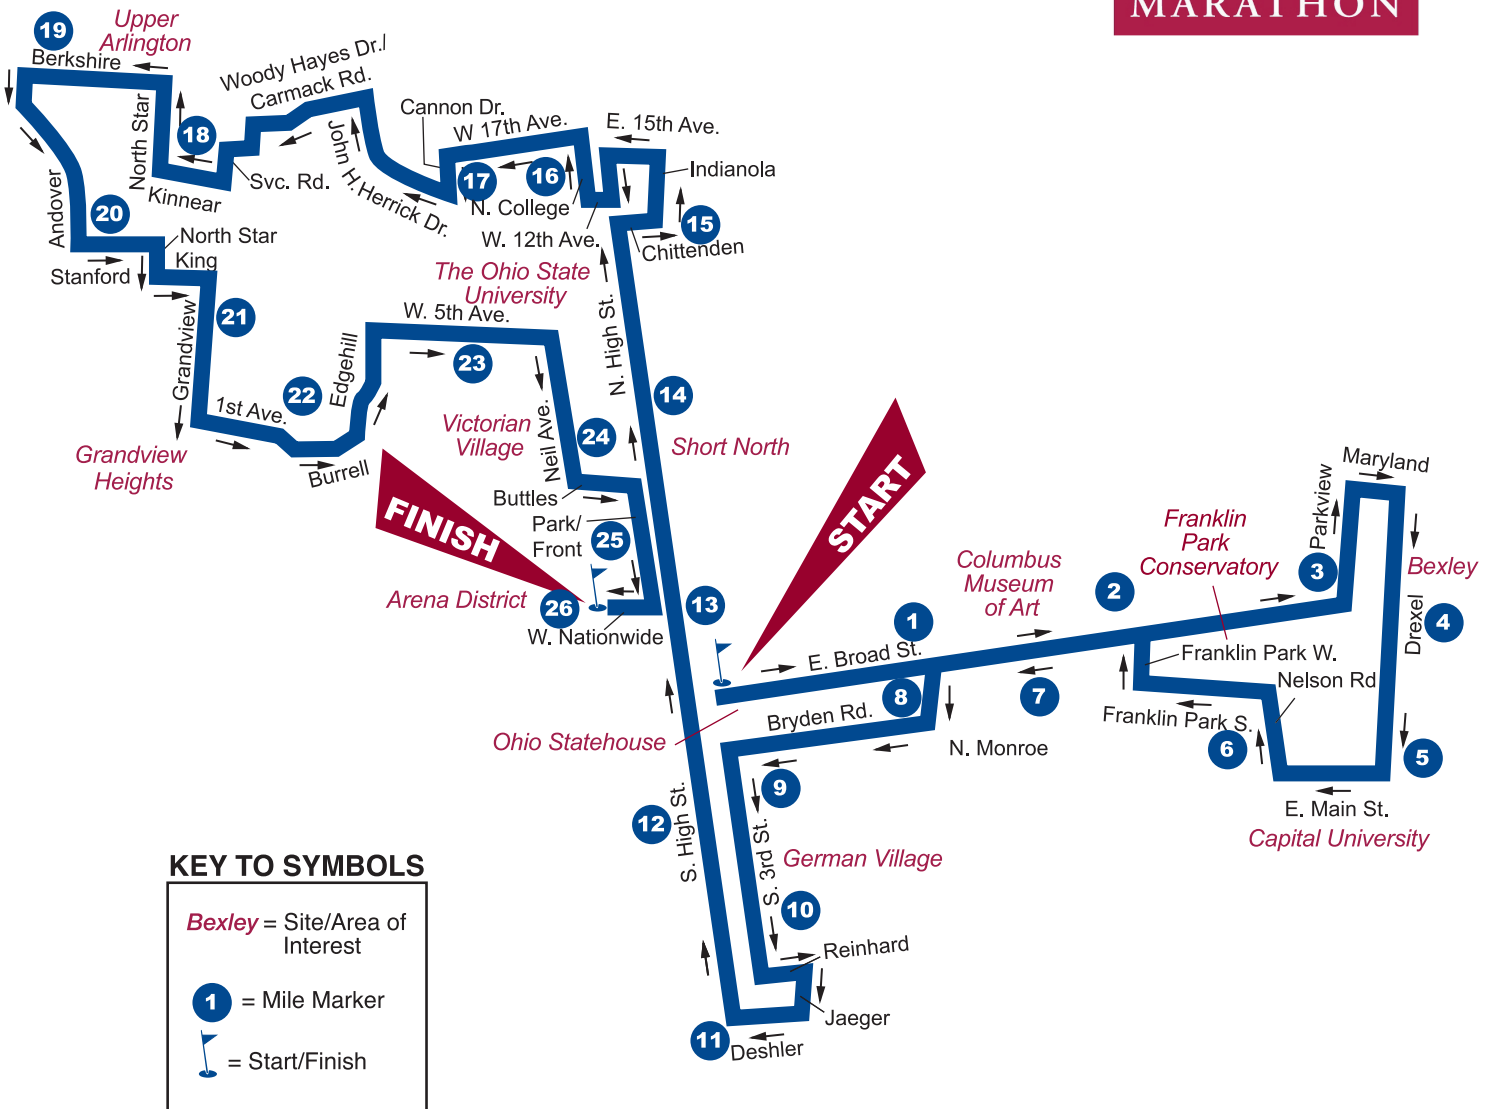 MARATHON
19
Upper
Arlington
Berkshire
Woody Hayes Dr./
Carmack Rd.
Cannon Dr.
W 17th Ave.
E. 15th Ave.
North Star
18
John H. Herrick Dr.
Indianola
Svc. Rd.
Kinnear
17
16
N. College
15
W. 12th Ave.
Chittenden
Andover
20
North Star
King
Stanford
The Ohio State
University
21
Grandview
W. 5th Ave.
N. High St.
Edgehill
23
22
1st Ave.
14
Victorian
Village
Neil Ave.
24
Short North
Grandview
Heights
Burrell
FINISH
START
Buttles
Park/
Front
25
Maryland
Parkview
Franklin
Park
Conservatory
Columbus
Museum
of Art
3
Bexley
Arena District
26
13
W. Nationwide
1
2
Drexel
4
E. Broad St.
Franklin Park W.
Nelson Rd
8
7
Bryden Rd.
Franklin Park S.
Ohio Statehouse
N. Monroe
6
5
9
E. Main St.
Capital University
12
S. High St.
S. 3rd St.
German Village
10
Reinhard
Jaeger
11
Deshler
KEY TO SYMBOLS
Bexley = Site/Area of
Interest
1 = Mile Marker
= Start/Finish